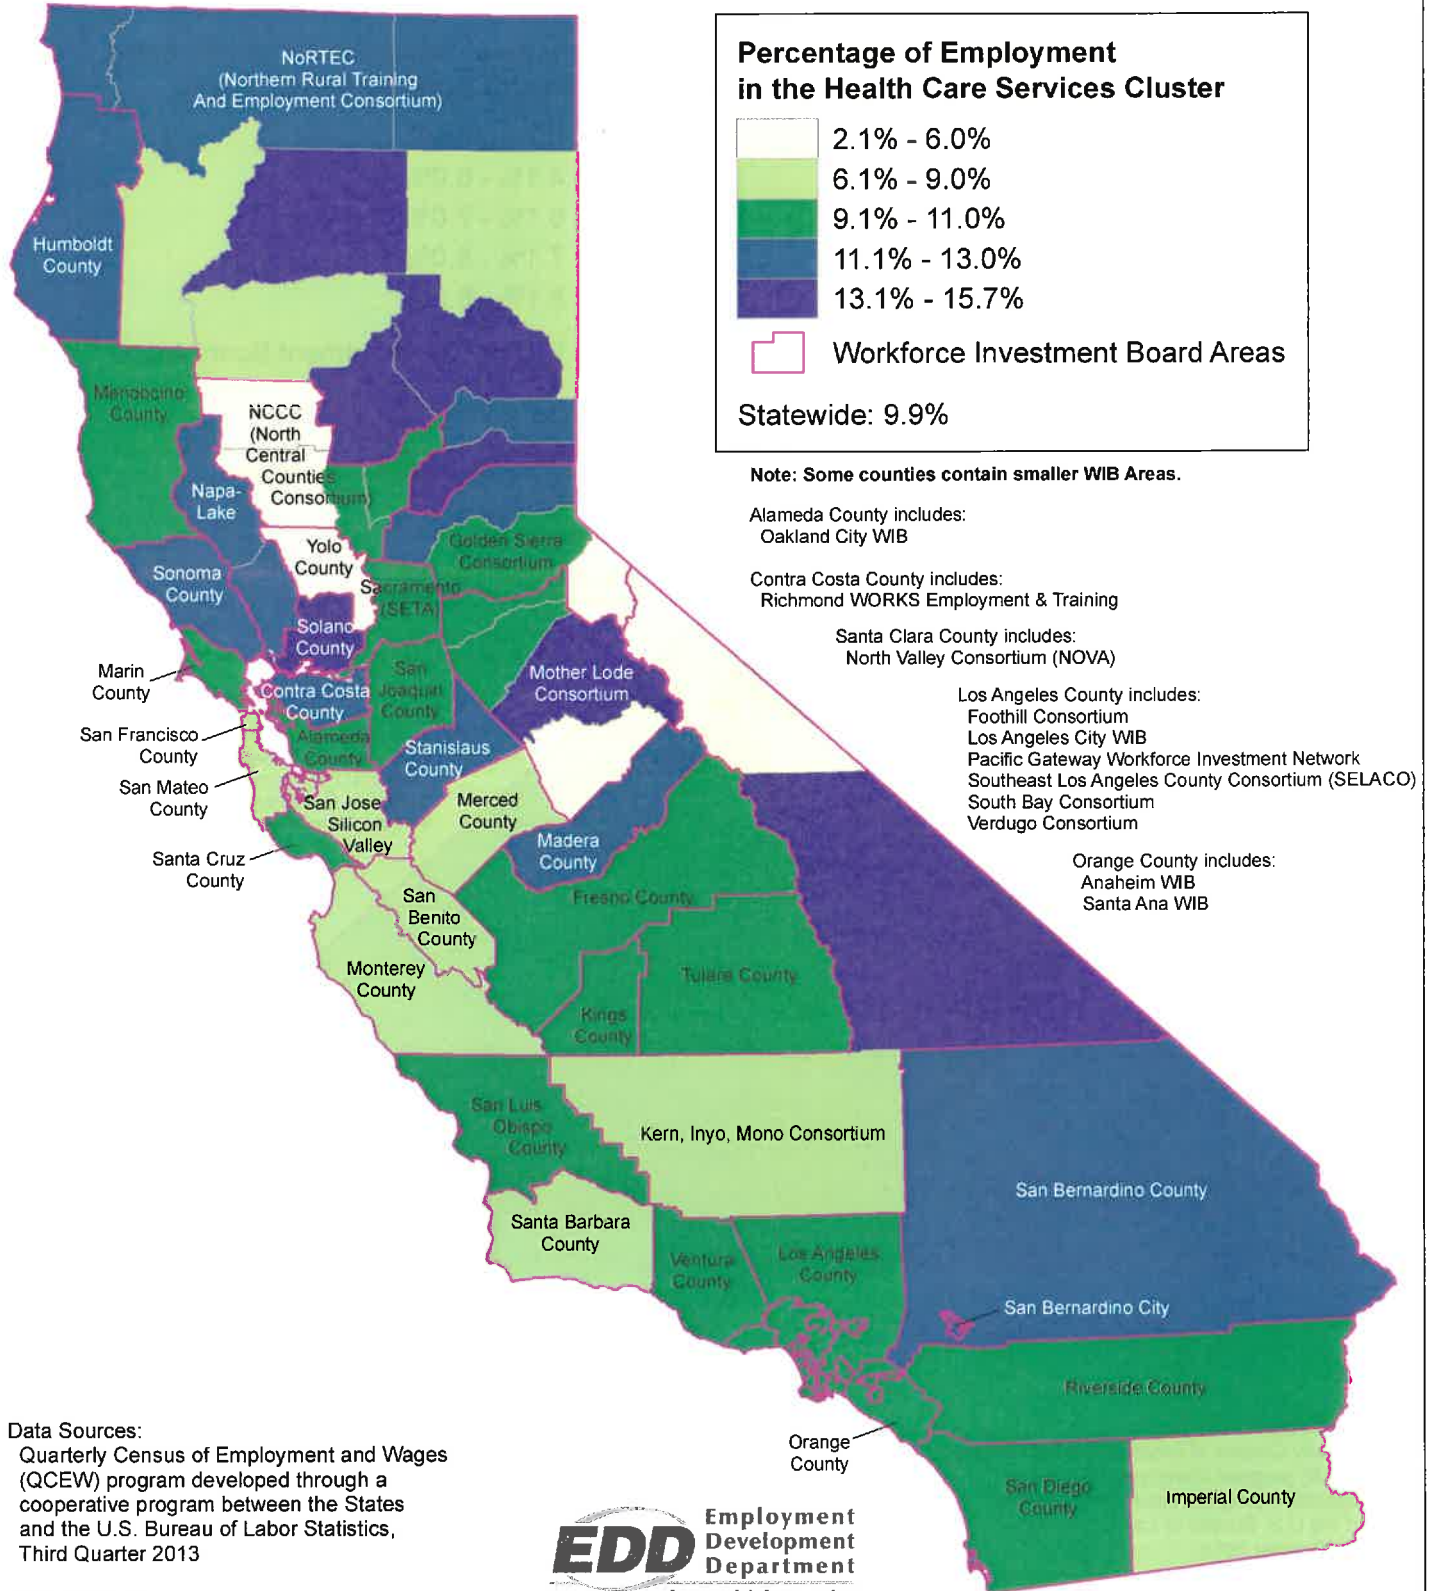 Percentage of Employment
in the Health Care Services Cluster
2.1% - 6.0%
6.1% - 9.0%
9.1% - 11.0%
11.1% - 13.0%
13.1% - 15.7%
Workforce Investment Board Areas
Statewide: 9.9%
Note: Some counties contain smaller WIB Areas.
Alameda County includes:
Oakland City WIB
Contra Costa County includes:
Richmond WORKS Employment & Training
Santa Clara County includes:
North Valley Consortium (NOVA)
Los Angeles County includes:
Foothill Consortium
Los Angeles City WIB
Pacific Gateway Workforce Investment Network
Southeast Los Angeles County Consortium (SELACO)
South Bay Consortium
Verdugo Consortium
Orange County includes:
Anaheim WIB
Santa Ana WIB
NoRTEC
(Northern Rural Training
And Employment Consortium)
Humboldt
County
Mendocino
County
NCCC
(North
Central
Counties
Consortium)
Napa-
Lake
Yolo
County
Golden Sierra
Consortium
Sonoma
County
Sacramento
(SETA)
Solano
County
Marin
County
Contra Costa
County
San
Joaquin
County
Mother Lode
Consortium
San Francisco
County
Alameda
County
Stanislaus
County
San Mateo
County
San Jose
Silicon
Valley
Merced
County
Santa Cruz
County
Madera
County
San
Benito
County
Fresno County
Monterey
County
Tulare County
Kings
County
San Luis
Obispo
County
Kern, Inyo, Mono Consortium
San Bernardino County
Santa Barbara
County
Ventura
County
Los Angeles
County
San Bernardino City
Riverside County
Orange
County
San Diego
County
Imperial County
Data Sources:
Quarterly Census of Employment and Wages
(QCEW) program developed through a
cooperative program between the States
and the U.S. Bureau of Labor Statistics,
Third Quarter 2013
EDD
Employment
Development
Department